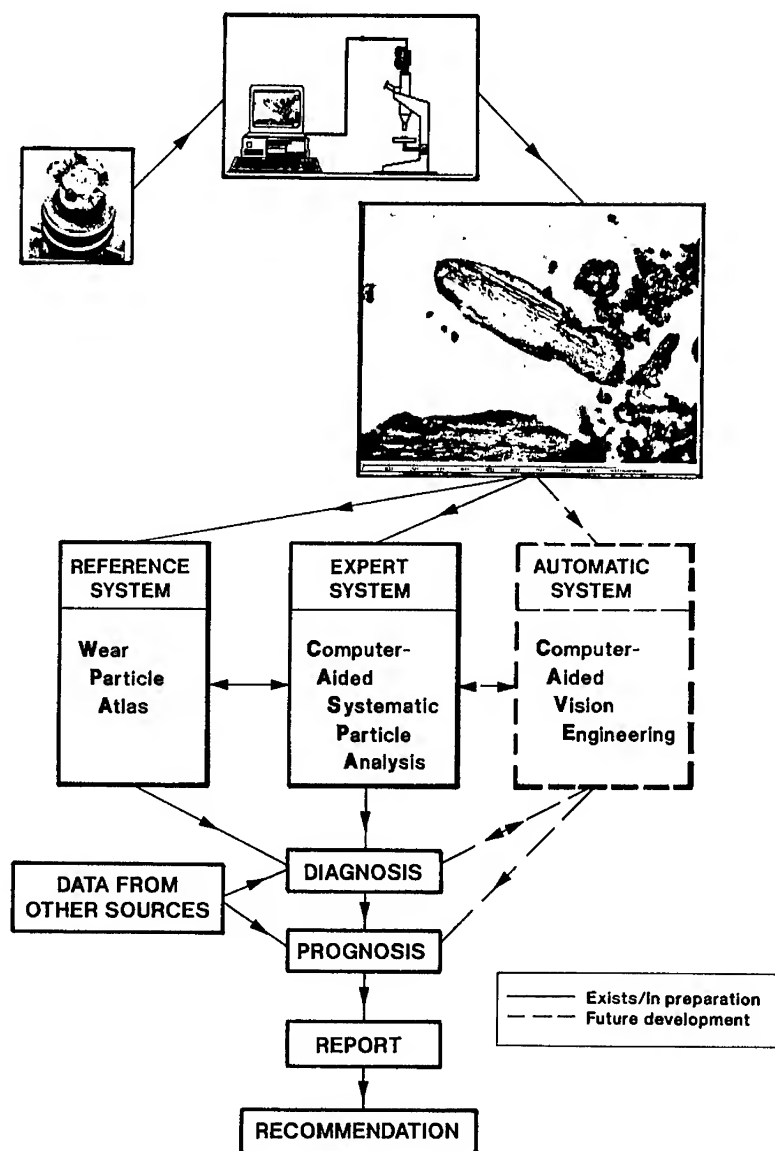 REFERENCE
SYSTEM
Wear
Particle
Atlas
EXPERT
SYSTEM
Computer-
Aided
Systematic
Particle
Analysis
AUTOMATIC
SYSTEM
Computer-
Aided
Vision
Engineering
DIAGNOSIS
DATA FROM
OTHER SOURCES
PROGNOSIS
Exists/In preparation
Future development
REPORT
RECOMMENDATION